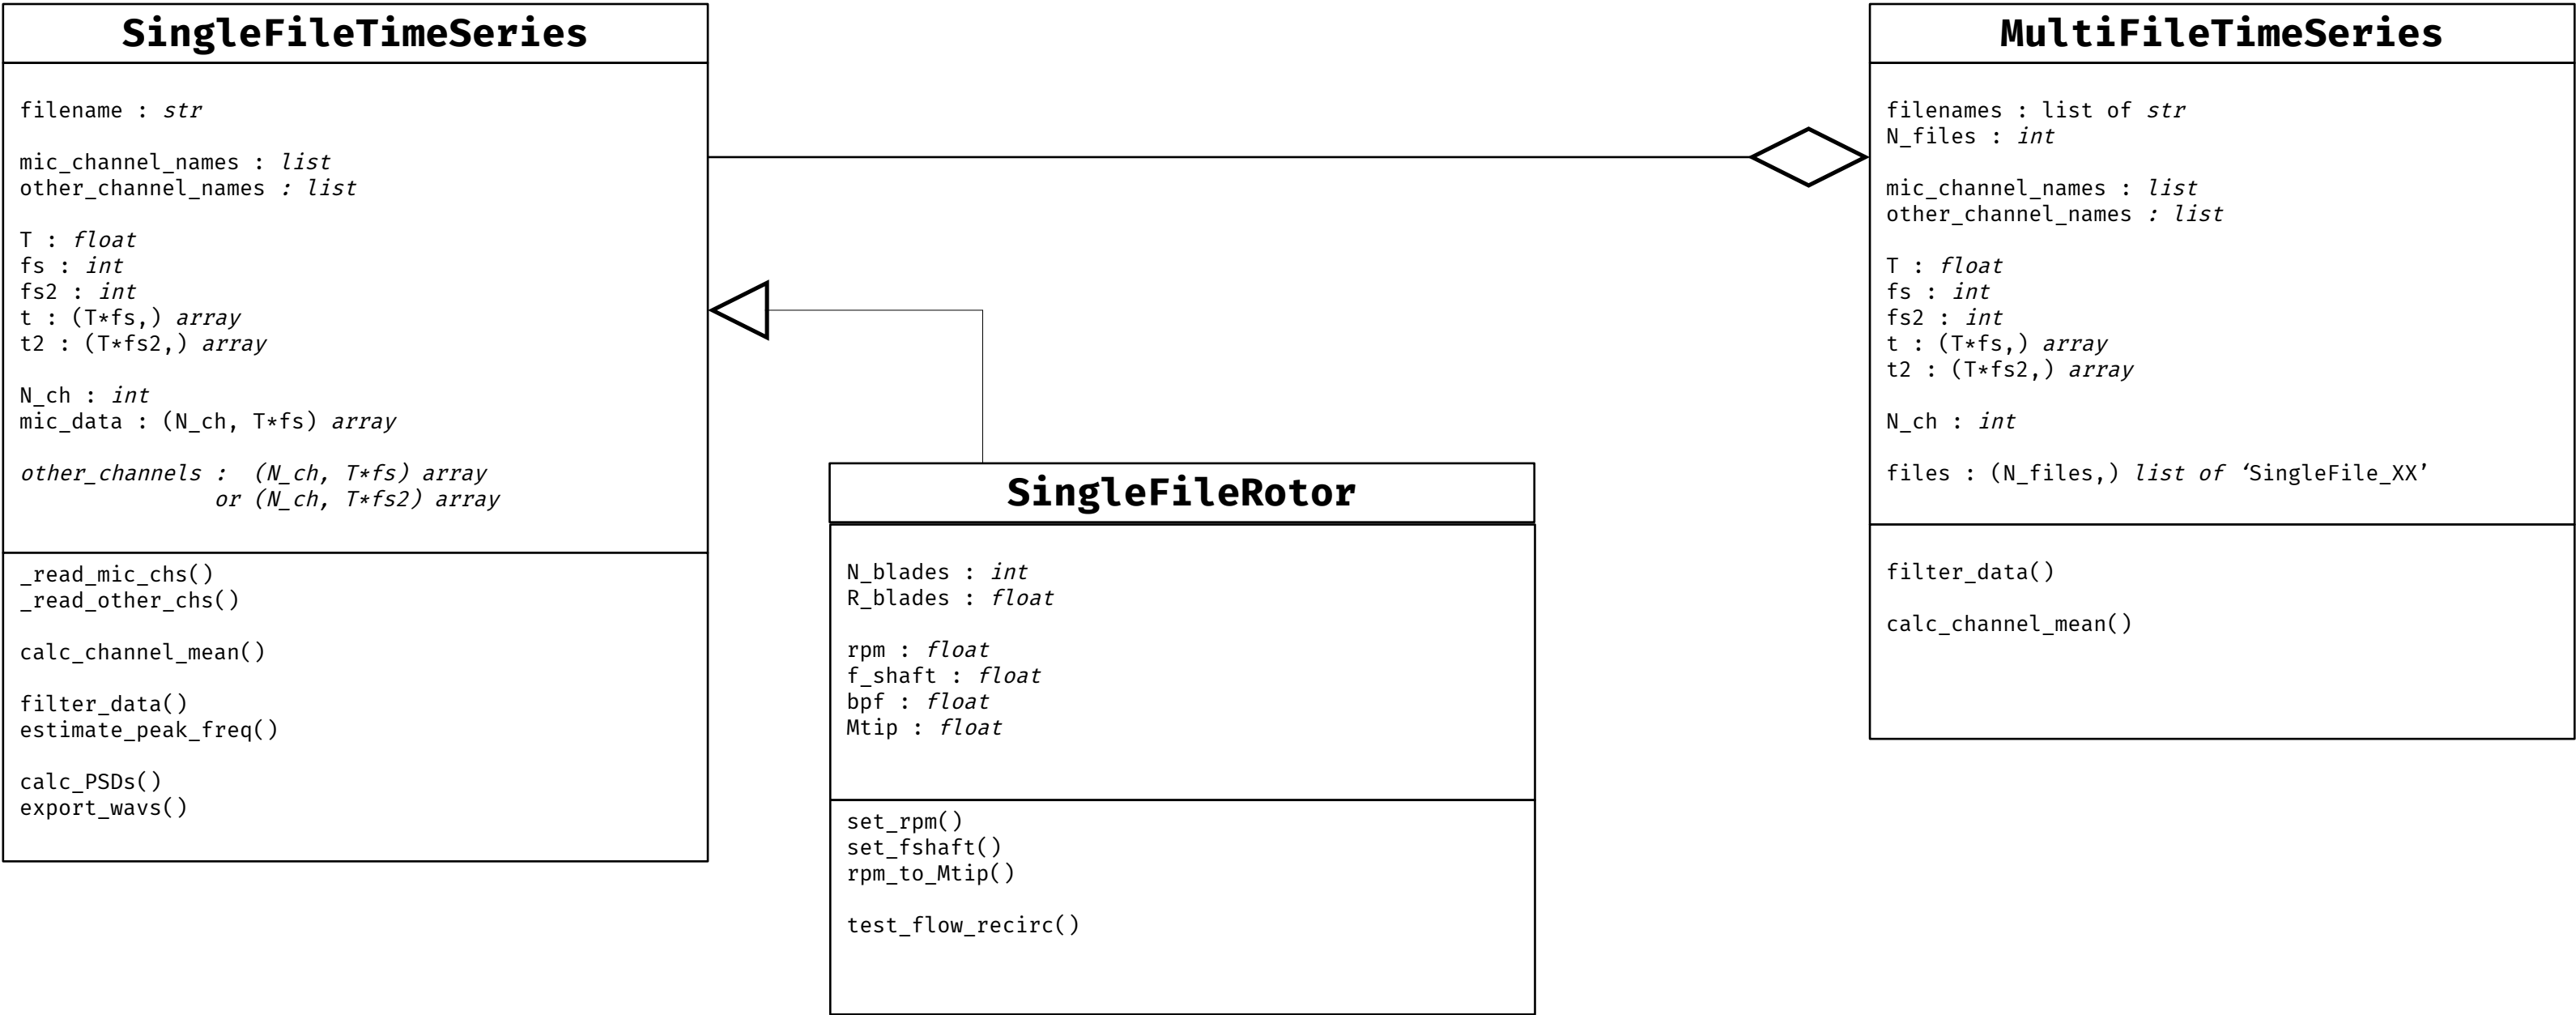 SingleFileTimeSeries
filename : str
mic_channel_names : list
other_channel_names : list
T : float
fs : int
fs2 : int
t : (T*fs,) array
t2 : (T*fs2,) array
N_ch : int
mic_data : (N_ch, T*fs) array
other_channels :  (N_ch, T*fs) array
or (N_ch, T*fs2) array
_read_mic_chs()
_read_other_chs()
calc_channel_mean()
filter_data()
estimate_peak_freq()
calc_PSDs()
export_wavs()
SingleFileRotor
N_blades : int
R_blades : float
rpm : float
f_shaft : float
bpf : float
Mtip : float
set_rpm()
set_fshaft()
rpm_to_Mtip()
test_flow_recirc()
MultiFileTimeSeries
filenames : list of str
N_files : int
mic_channel_names : list
other_channel_names : list
T : float
fs : int
fs2 : int
t : (T*fs,) array
t2 : (T*fs2,) array
N_ch : int
files : (N_files,) list of ‘SingleFile_XX’
filter_data()
calc_channel_mean()